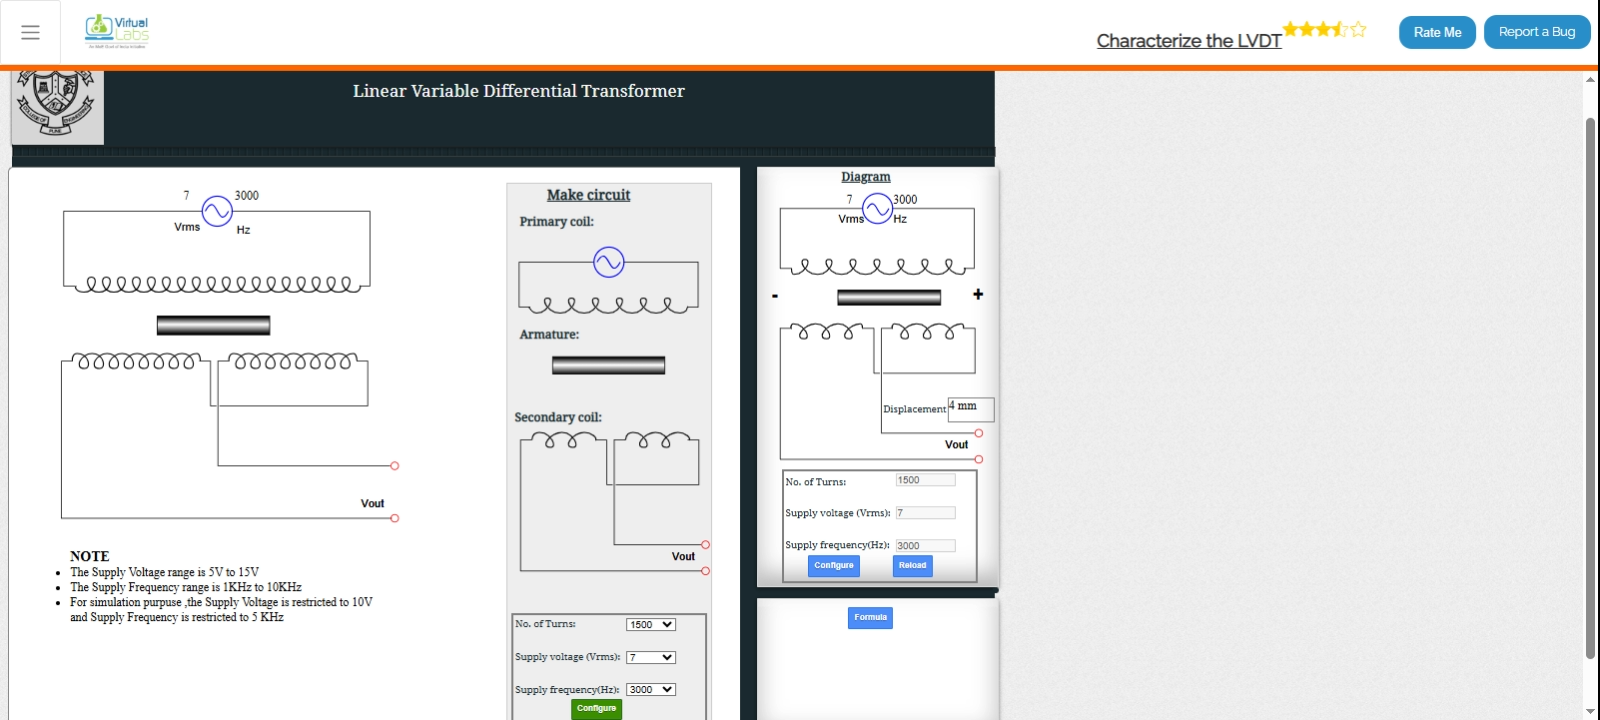 Virtual Labs
Characterize the LVDT
Rate Me
Report a Bug
Linear Variable Differential Transformer
7
3000
Vrms
Hz
Vout
NOTE
The Supply Voltage range is 5V to 15V
The Supply Frequency range is 1KHz to 10KHz
For simulation purpuse ,the Supply Voltage is restricted to 10V
and Supply Frequency is restricted to 5 KHz
Make circuit
Primary coil:
Armature:
Secondary coil:
Vout
No. of Turns: 1500
Supply voltage (Vrms): 7
Supply frequency(Hz): 3000
Configure
Diagram
7
3000
Vrms
Hz
- +
Displacement 4 mm
Vout
No. of Turns: 1500
Supply voltage (Vrms): 7
Supply frequency(Hz): 3000
Configure Reload
Formula